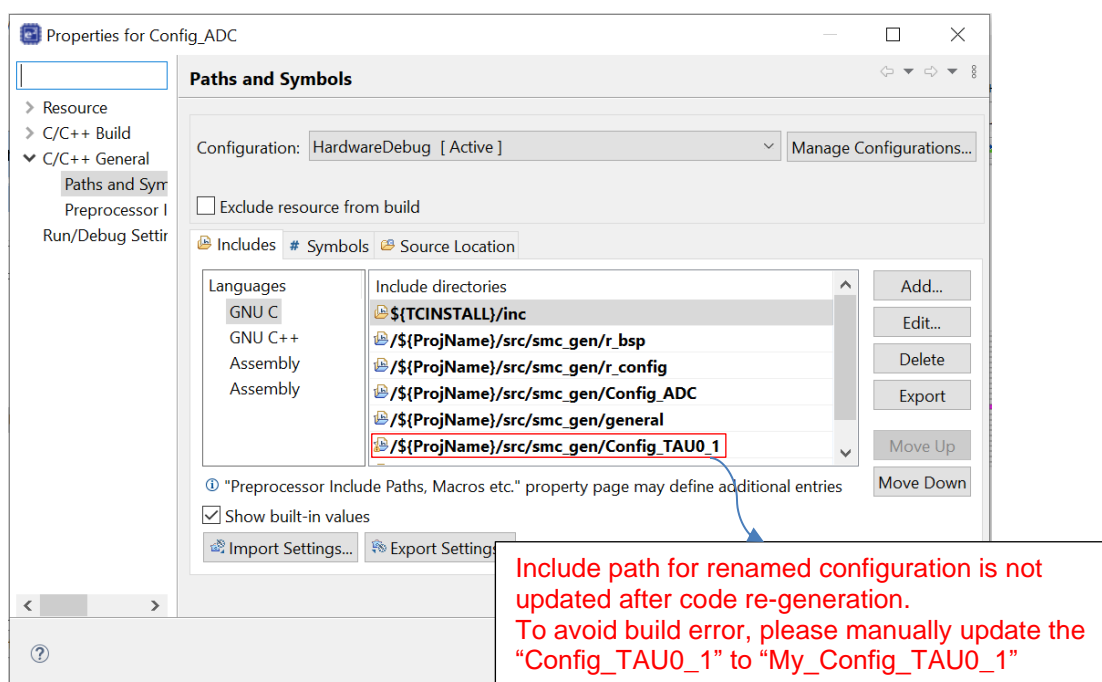 Properties for Config_ADC
Paths and Symbols
Resource
C/C++ Build
C/C++ General
Paths and Sym
Preprocessor I
Run/Debug Settin
Configuration: HardwareDebug [ Active ]
Manage Configurations...
Exclude resource from build
Includes # Symbols Source Location
Languages
GNU C
GNU C++
Assembly
Assembly
Include directories
${TCINSTALL}/inc
/${ProjName}/src/smc_gen/r_bsp
/${ProjName}/src/smc_gen/r_config
/${ProjName}/src/smc_gen/Config_ADC
/${ProjName}/src/smc_gen/general
/${ProjName}/src/smc_gen/Config_TAU0_1
Add...
Edit...
Delete
Export
Move Up
Move Down
"Preprocessor Include Paths, Macros etc." property page may define additional entries
Show built-in values
Import Settings... Export Settings
Include path for renamed configuration is not
updated after code re-generation.
To avoid build error, please manually update the
“Config_TAU0_1” to “My_Config_TAU0_1”